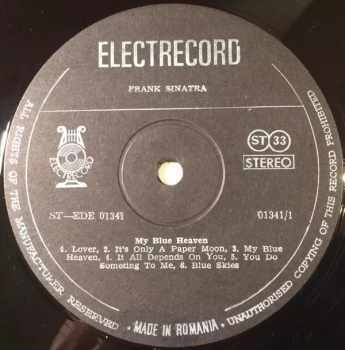 ELECTRECORD
FRANK SINATRA
ELECTRECORD
ST 33
STEREO
ST—EDE 01341
01341/1
My Blue Heaven
1. Lover, 2. It's Only A Paper Moon, 3. My Blue
Heaven, 4. It All Depends On You, 5. You Do
Someting To Me, 6. Blue Skies
ALL RIGHTS OF THE MANUFACTURER RESERVED · MADE IN ROMANIA · UNAUTHORISED COPYING OF THIS RECORD PROHIBITED